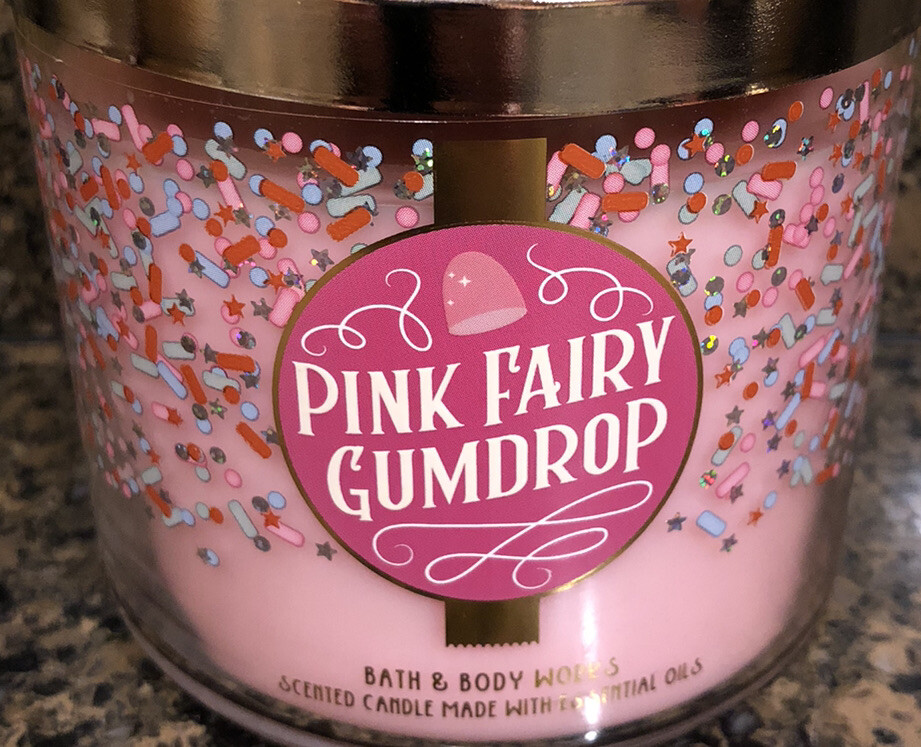 PINK FAIRY
GUMDROP
BATH & BODY WORKS
SCENTED CANDLE MADE WITH ESSENTIAL OILS